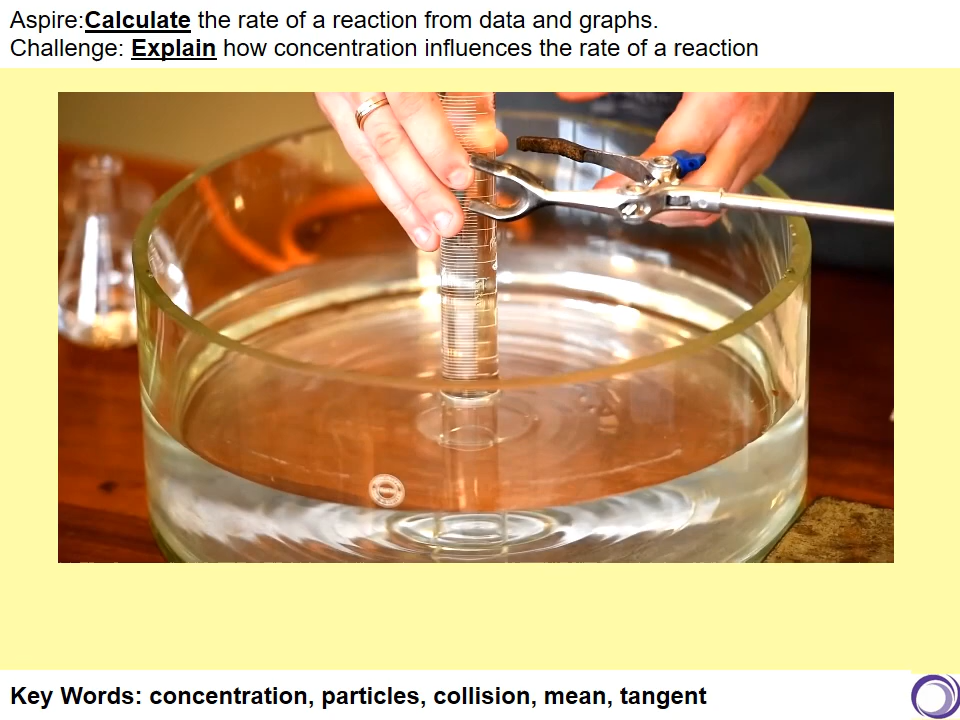 Aspire:Calculate the rate of a reaction from data and graphs.
Challenge: Explain how concentration influences the rate of a reaction
Key Words: concentration, particles, collision, mean, tangent